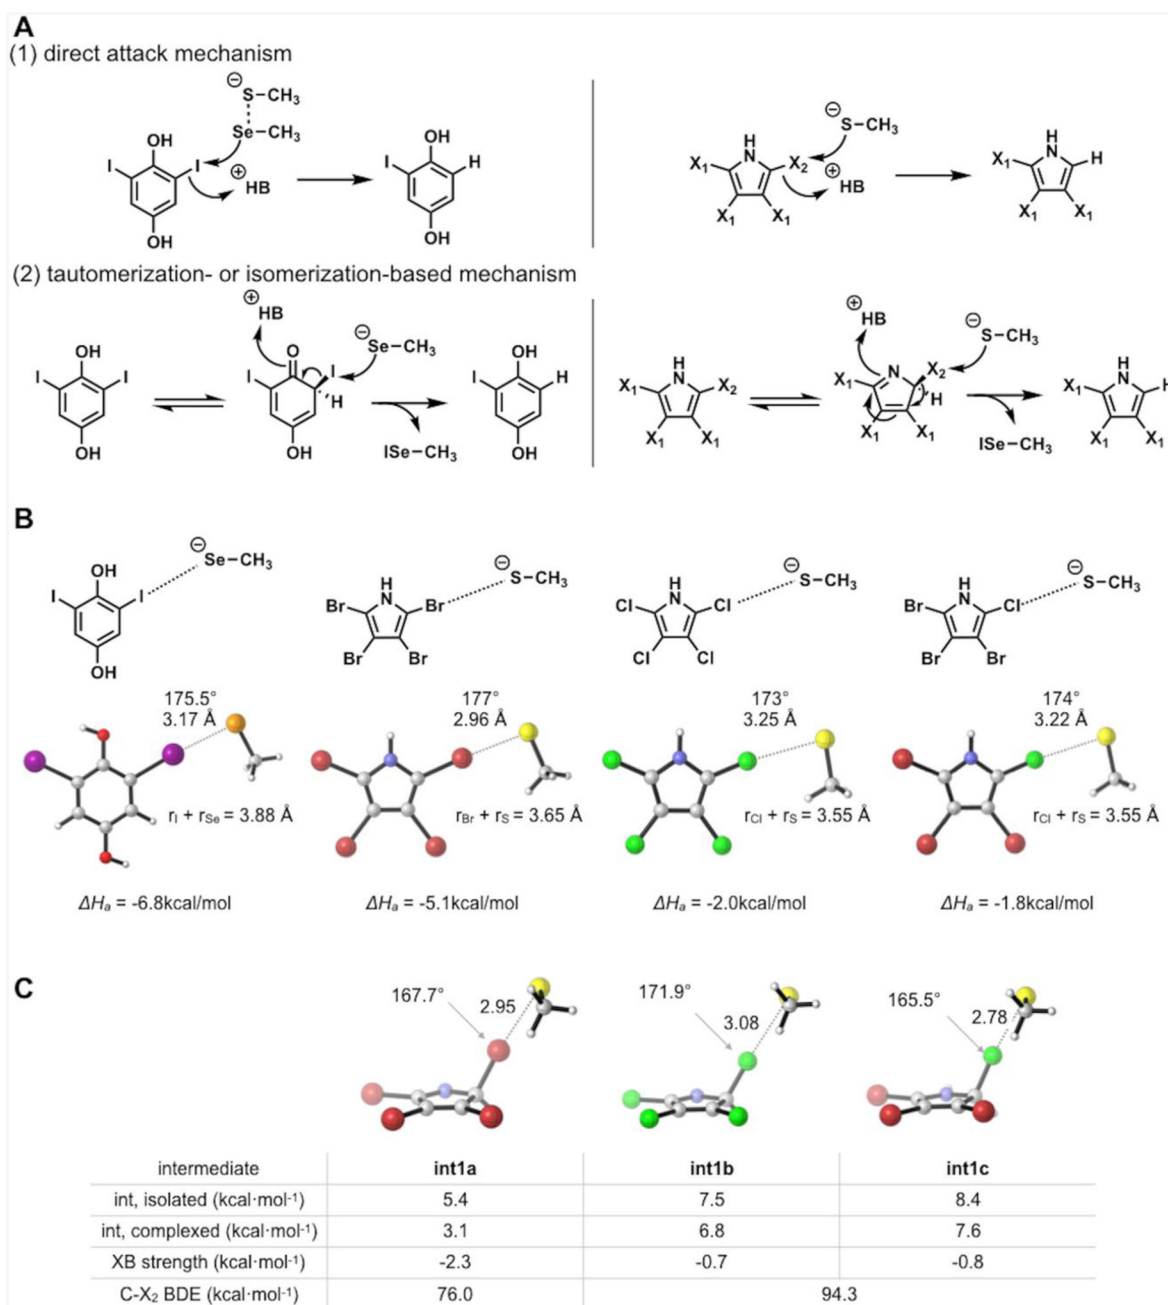 A
(1) direct attack mechanism
⊖
S−CH3
Se−CH3
OH
I
I
⊕
HB
OH
OH
I
H
OH
⊖
S−CH3
H
N
X1
X2
⊕
HB
X1
X1
H
N
X1
H
X1
X1
(2) tautomerization- or isomerization-based mechanism
OH
I
I
OH
⊕
HB
O
I
I
H
OH
⊖
Se−CH3
ISe−CH3
OH
I
H
OH
H
N
X1
X2
X1
X1
⊕
HB
N
X1
X2
H
X1
X1
⊖
S−CH3
ISe−CH3
H
N
X1
H
X1
X1
B
⊖
Se−CH3
OH
I
I
OH
⊖
S−CH3
H
N
Br
Br
Br
Br
⊖
S−CH3
H
N
Cl
Cl
Cl
Cl
⊖
S−CH3
H
N
Br
Cl
Br
Br
175.5°
3.17 Å
rI + rSe = 3.88 Å
177°
2.96 Å
rBr + rS = 3.65 Å
173°
3.25 Å
rCl + rS = 3.55 Å
174°
3.22 Å
rCl + rS = 3.55 Å
ΔHa = -6.8kcal/mol
ΔHa = -5.1kcal/mol
ΔHa = -2.0kcal/mol
ΔHa = -1.8kcal/mol
C
167.7°
2.95
171.9°
3.08
165.5°
2.78
intermediate int1a int1b int1c
int, isolated (kcal·mol-1) 5.4 7.5 8.4
int, complexed (kcal·mol-1) 3.1 6.8 7.6
XB strength (kcal·mol-1) -2.3 -0.7 -0.8
C-X2 BDE (kcal·mol-1) 76.0 94.3